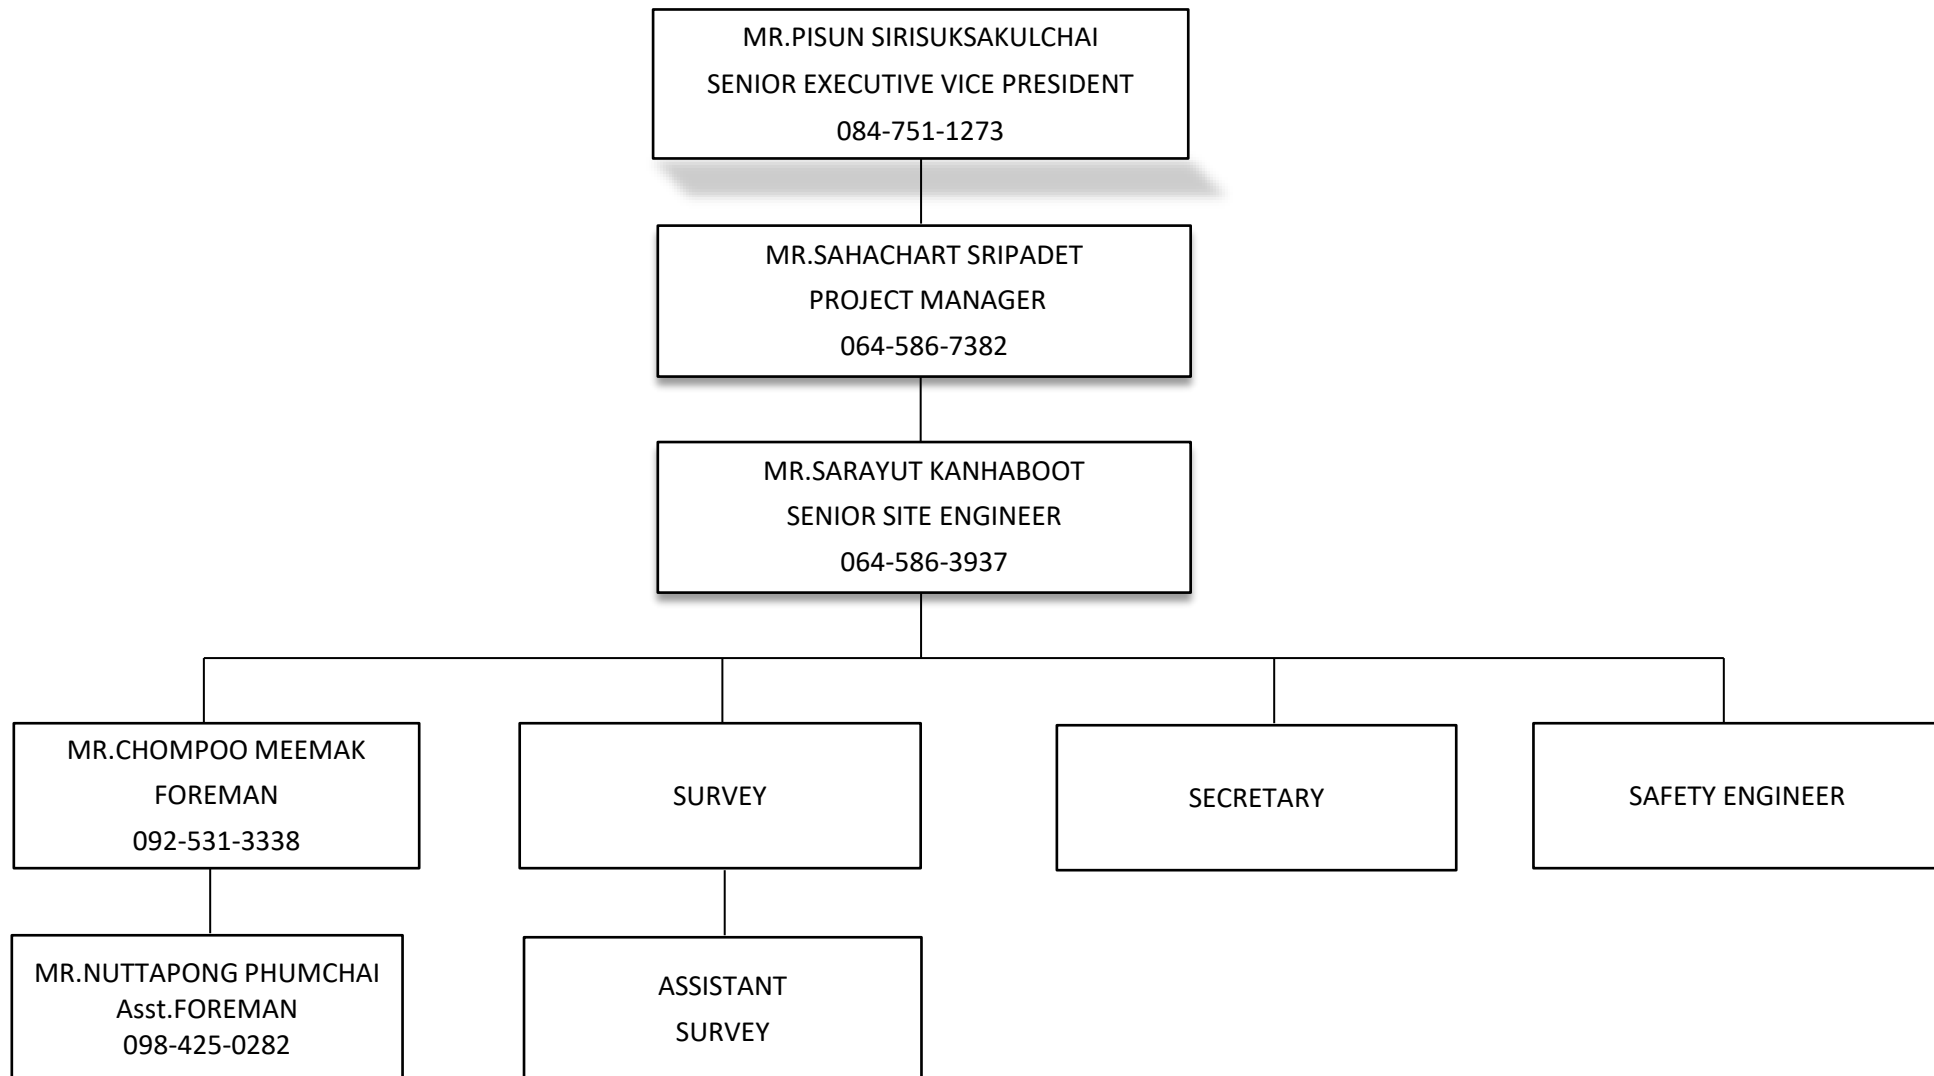 MR.PISUN SIRISUKSAKULCHAI
SENIOR EXECUTIVE VICE PRESIDENT
084-751-1273
MR.SAHACHART SRIPADET
PROJECT MANAGER
064-586-7382
MR.SARAYUT KANHABOOT
SENIOR SITE ENGINEER
064-586-3937
MR.CHOMPOO MEEMAK
FOREMAN
092-531-3338
SURVEY
SECRETARY
SAFETY ENGINEER
MR.NUTTAPONG PHUMCHAI
Asst.FOREMAN
098-425-0282
ASSISTANT
SURVEY